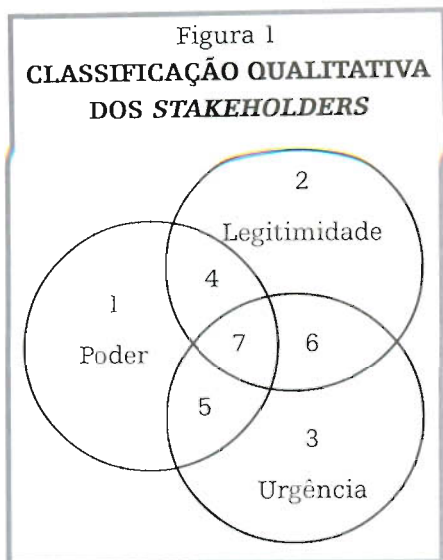 Figura 1
CLASSIFICAÇÃO QUALITATIVA
DOS STAKEHOLDERS
2
Legitimidade
4
1
Poder
7
6
5
3
Urgência